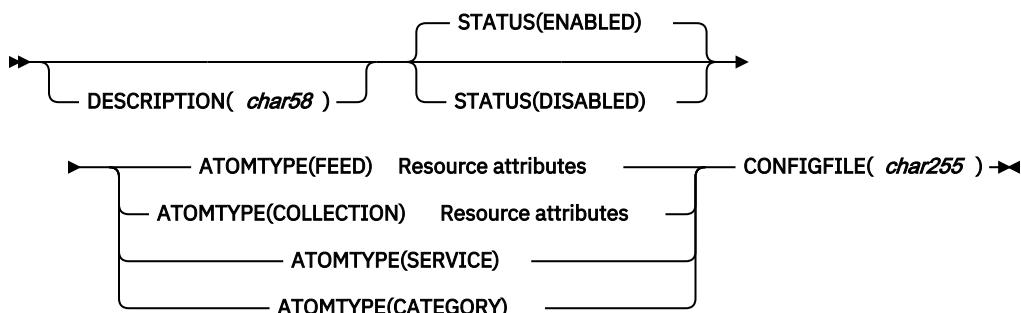 STATUS(ENABLED)
DESCRIPTION( char58 )
STATUS(DISABLED)
ATOMTYPE(FEED) Resource attributes
CONFIGFILE( char255 )
ATOMTYPE(COLLECTION) Resource attributes
ATOMTYPE(SERVICE)
ATOMTYPE(CATEGORY)